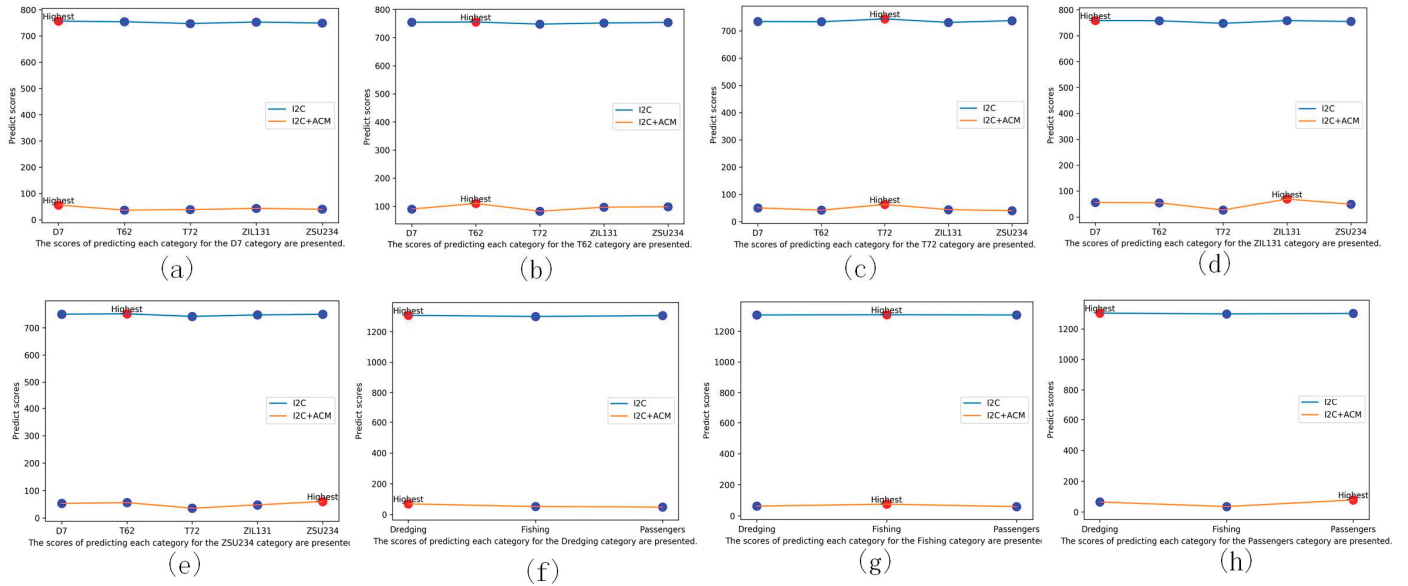 800
700
600
500
400
300
200
100
0
Predict scores
Highest
Highest
I2C
I2C+ACM
D7
T62
T72
ZIL131
ZSU234
The scores of predicting each category for the D7 category are presented.
(a)
800
700
600
500
400
300
200
100
Predict scores
Highest
Highest
I2C
I2C+ACM
D7
T62
T72
ZIL131
ZSU234
The scores of predicting each category for the T62 category are presented.
(b)
700
600
500
400
300
200
100
0
Predict scores
Highest
Highest
I2C
I2C+ACM
D7
T62
T72
ZIL131
ZSU234
The scores of predicting each category for the T72 category are presented.
(c)
800
700
600
500
400
300
200
100
0
Predict scores
Highest
Highest
I2C
I2C+ACM
D7
T62
T72
ZIL131
ZSU234
The scores of predicting each category for the ZIL131 category are presented.
(d)
700
600
500
400
300
200
100
0
Predict scores
Highest
Highest
I2C
I2C+ACM
D7
T62
T72
ZIL131
ZSU234
The scores of predicting each category for the ZSU234 category are presente
(e)
1200
1000
800
600
400
200
0
Predict scores
Highest
Highest
I2C
I2C+ACM
Dredging
Fishing
Passengers
The scores of predicting each category for the Dredging category are presented.
(f)
1200
1000
800
600
400
200
0
Predict scores
Highest
Highest
I2C
I2C+ACM
Dredging
Fishing
Passengers
The scores of predicting each category for the Fishing category are presente
(g)
1200
1000
800
600
400
200
0
Predict scores
Highest
Highest
I2C
I2C+ACM
Dredging
Fishing
Passengers
The scores of predicting each category for the Passengers category are presented.
(h)